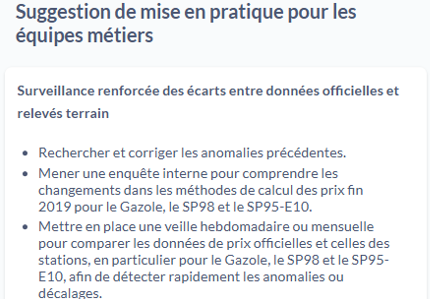 Suggestion de mise en pratique pour les
équipes métiers
Surveillance renforcée des écarts entre données officielles et
relevés terrain
• Rechercher et corriger les anomalies précédentes.
• Mener une enquête interne pour comprendre les
changements dans les méthodes de calcul des prix fin
2019 pour le Gazole, le SP98 et le SP95-E10.
• Mettre en place une veille hebdomadaire ou mensuelle
pour comparer les données de prix officielles et celles des
stations, en particulier pour le Gazole, le SP98 et le SP95-
E10, afin de détecter rapidement les anomalies ou
décalages.